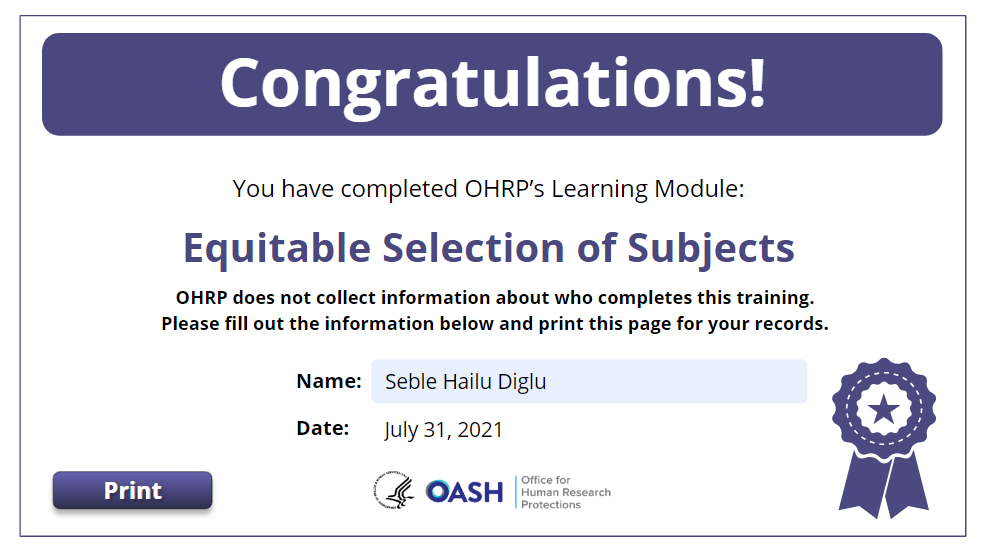 Congratulations!
You have completed OHRP’s Learning Module:
Equitable Selection of Subjects
OHRP does not collect information about who completes this training.
Please fill out the information below and print this page for your records.
Name: Seble Hailu Diglu
Date: July 31, 2021
Print
OASH
Office for
Human Research
Protections